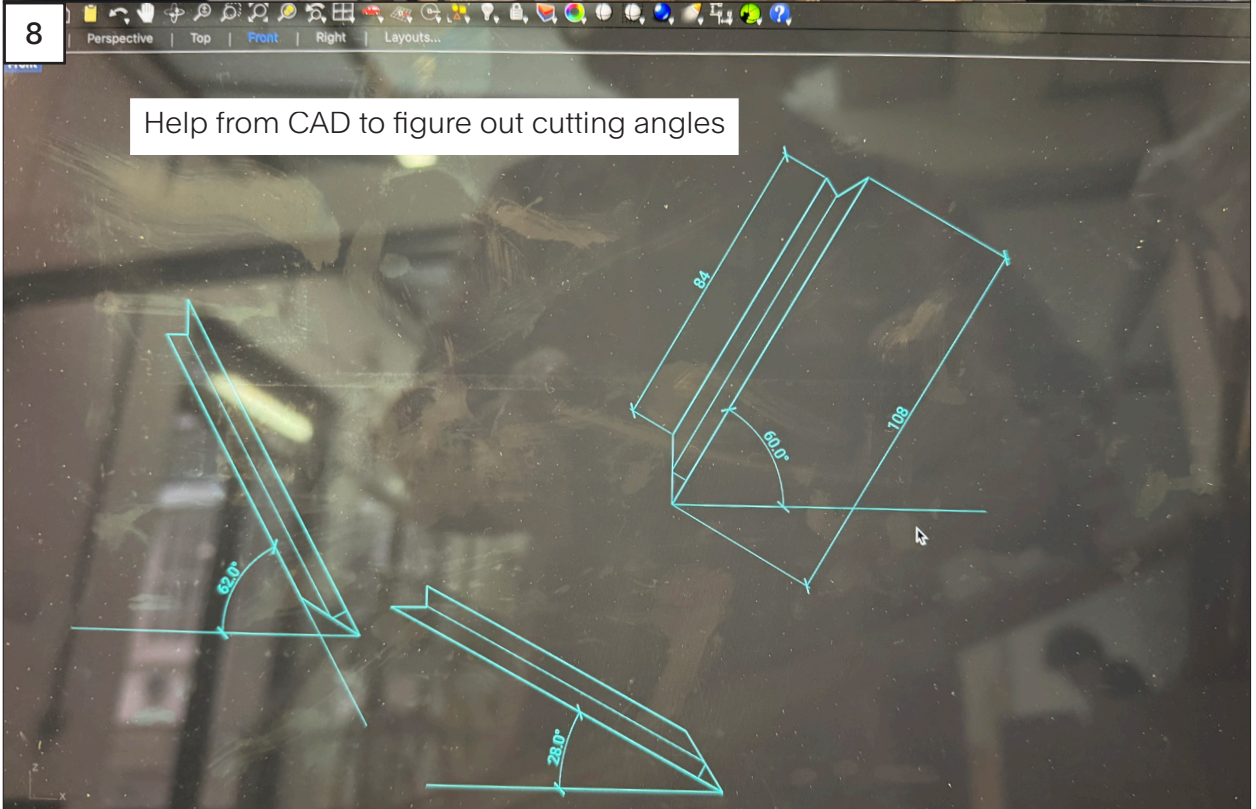 8
Perspective | Top | Front | Right | Layouts...
Front
Help from CAD to figure out cutting angles
84
108
60.0°
62.0°
28.0°
z
x